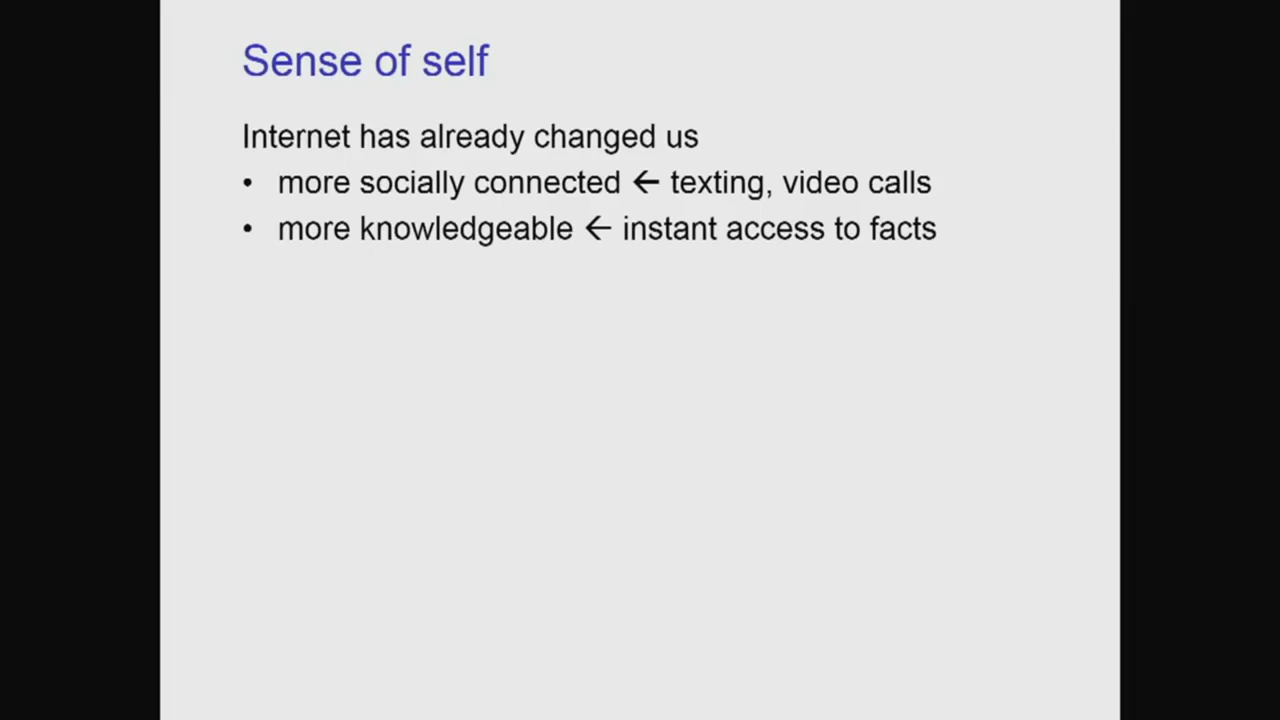 Sense of self
Internet has already changed us
• more socially connected ← texting, video calls
• more knowledgeable ← instant access to facts